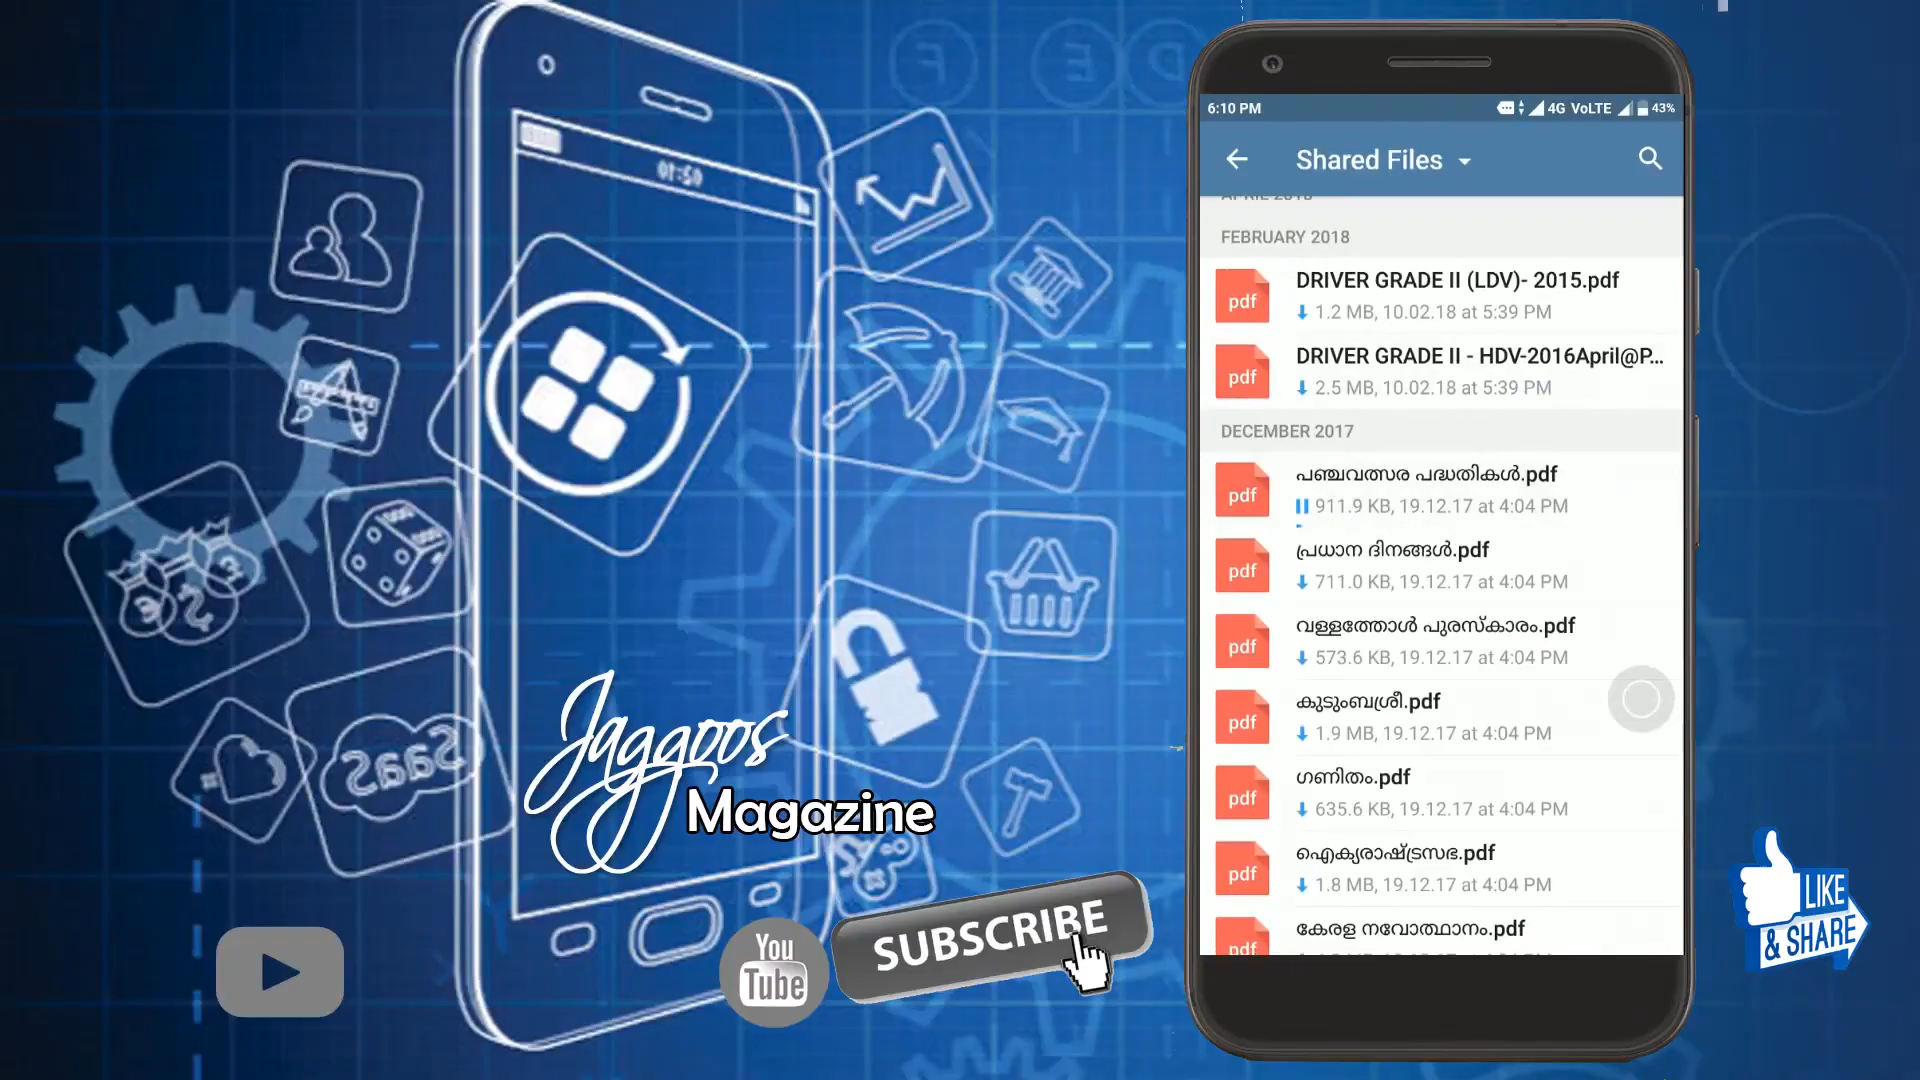 F E D
01:50
SaaS
Jaggoos
Magazine
You
Tube
SUBSCRIBE
6:10 PM
4G VoLTE 43%
Shared Files
APRIL 2018
FEBRUARY 2018
pdf
DRIVER GRADE II (LDV)- 2015.pdf
1.2 MB, 10.02.18 at 5:39 PM
pdf
DRIVER GRADE II - HDV-2016April@P...
2.5 MB, 10.02.18 at 5:39 PM
DECEMBER 2017
pdf
പഞ്ചവത്സര പദ്ധതികൾ.pdf
911.9 KB, 19.12.17 at 4:04 PM
pdf
പ്രധാന ദിനങ്ങൾ.pdf
711.0 KB, 19.12.17 at 4:04 PM
pdf
വള്ളത്തോൾ പുരസ്കാരം.pdf
573.6 KB, 19.12.17 at 4:04 PM
pdf
കുടുംബശ്രീ.pdf
1.9 MB, 19.12.17 at 4:04 PM
pdf
ഗണിതം.pdf
635.6 KB, 19.12.17 at 4:04 PM
pdf
ഐക്യരാഷ്ട്രസഭ.pdf
1.8 MB, 19.12.17 at 4:04 PM
pdf
കേരള നവോത്ഥാനം.pdf
LIKE
& SHARE